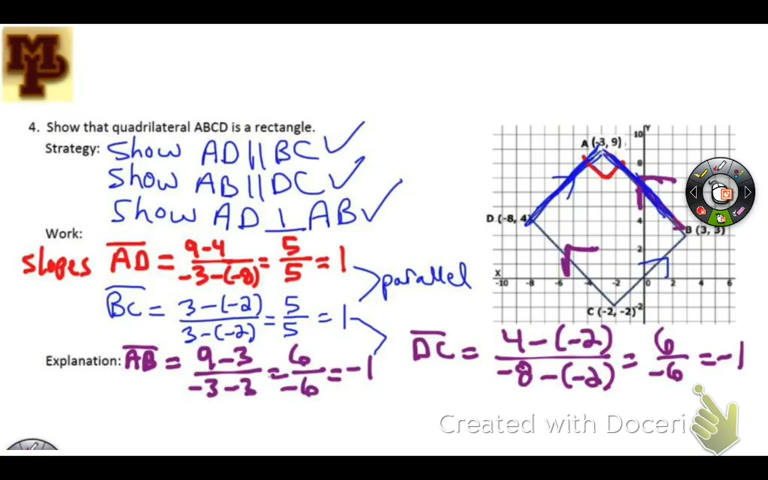 MP
4. Show that quadrilateral ABCD is a rectangle.
Strategy: Show AD || BC ✓
Show AB || DC ✓
Show AD ⊥ AB ✓
Work:
slopes AD = 9-4 / -3-(-8) = 5/5 = 1
BC = 3-(-2) / 3-(-2) = 5/5 = 1
parallel
Explanation: AB = 9-3 / -3-3 = 6/-6 = -1
DC = 4-(-2) / -8-(-2) = 6/-6 = -1
A (-3, 9)
D (-8, 4)
B (3, 3)
C (-2, -2)
Y
10
8
4
2
-2
X
-10 -8 -6 -4 -2 0 2 4 6
Created with Doceri